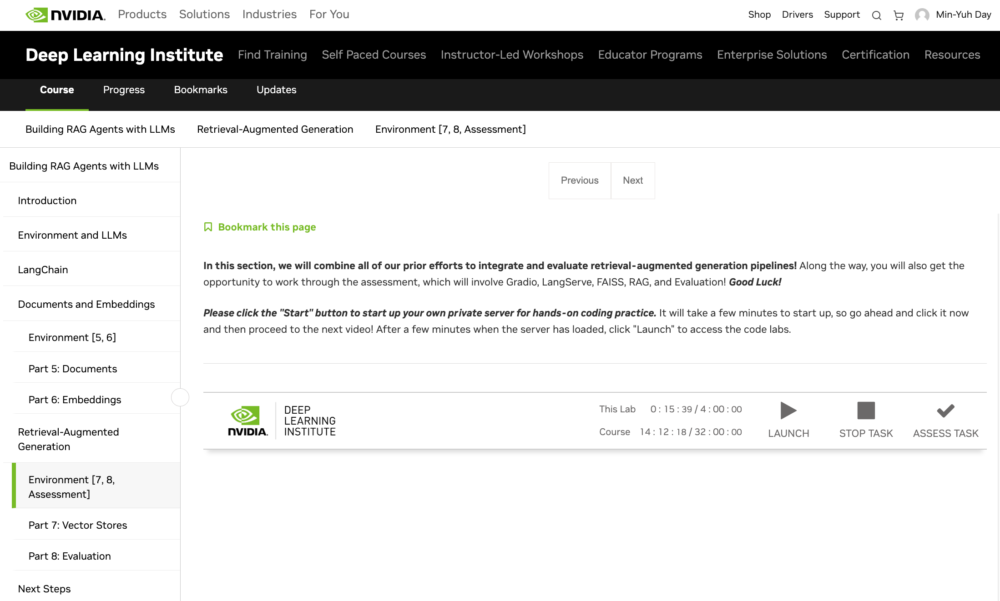 NVIDIA. Products Solutions Industries For You Shop Drivers Support Min-Yuh Day
Deep Learning Institute Find Training Self Paced Courses Instructor-Led Workshops Educator Programs Enterprise Solutions Certification Resources
Course Progress Bookmarks Updates
Building RAG Agents with LLMs Retrieval-Augmented Generation Environment [7, 8, Assessment]
Building RAG Agents with LLMs
Introduction
Environment and LLMs
LangChain
Documents and Embeddings
Environment [5, 6]
Part 5: Documents
Part 6: Embeddings
Retrieval-Augmented
Generation
Environment [7, 8,
Assessment]
Part 7: Vector Stores
Part 8: Evaluation
Next Steps
Previous Next
Bookmark this page
In this section, we will combine all of our prior efforts to integrate and evaluate retrieval-augmented generation pipelines! Along the way, you will also get the
opportunity to work through the assessment, which will involve Gradio, LangServe, FAISS, RAG, and Evaluation! Good Luck!
Please click the "Start" button to start up your own private server for hands-on coding practice. It will take a few minutes to start up, so go ahead and click it now
and then proceed to the next video! After a few minutes when the server has loaded, click "Launch" to access the code labs.
NVIDIA.
DEEP
LEARNING
INSTITUTE
This Lab 0 : 15 : 39 / 4 : 00 : 00
Course 14 : 12 : 18 / 32 : 00 : 00
LAUNCH STOP TASK ASSESS TASK